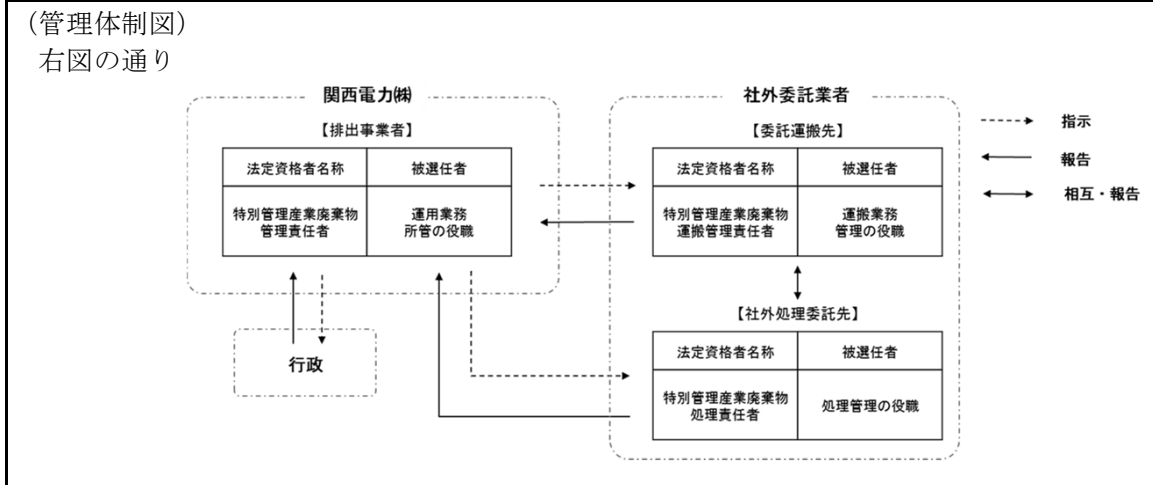 (管理体制図)
右図の通り
関西電力㈱
【排出事業者】
法定資格者名称
被選任者
特別管理産業廃棄物
管理責任者
運用業務
所管の役職
行政
社外委託業者
【委託運搬先】
法定資格者名称
被選任者
特別管理産業廃棄物
運搬管理責任者
運搬業務
管理の役職
【社外処理委託先】
法定資格者名称
被選任者
特別管理産業廃棄物
処理責任者
処理管理の役職
指示
報告
相互・報告